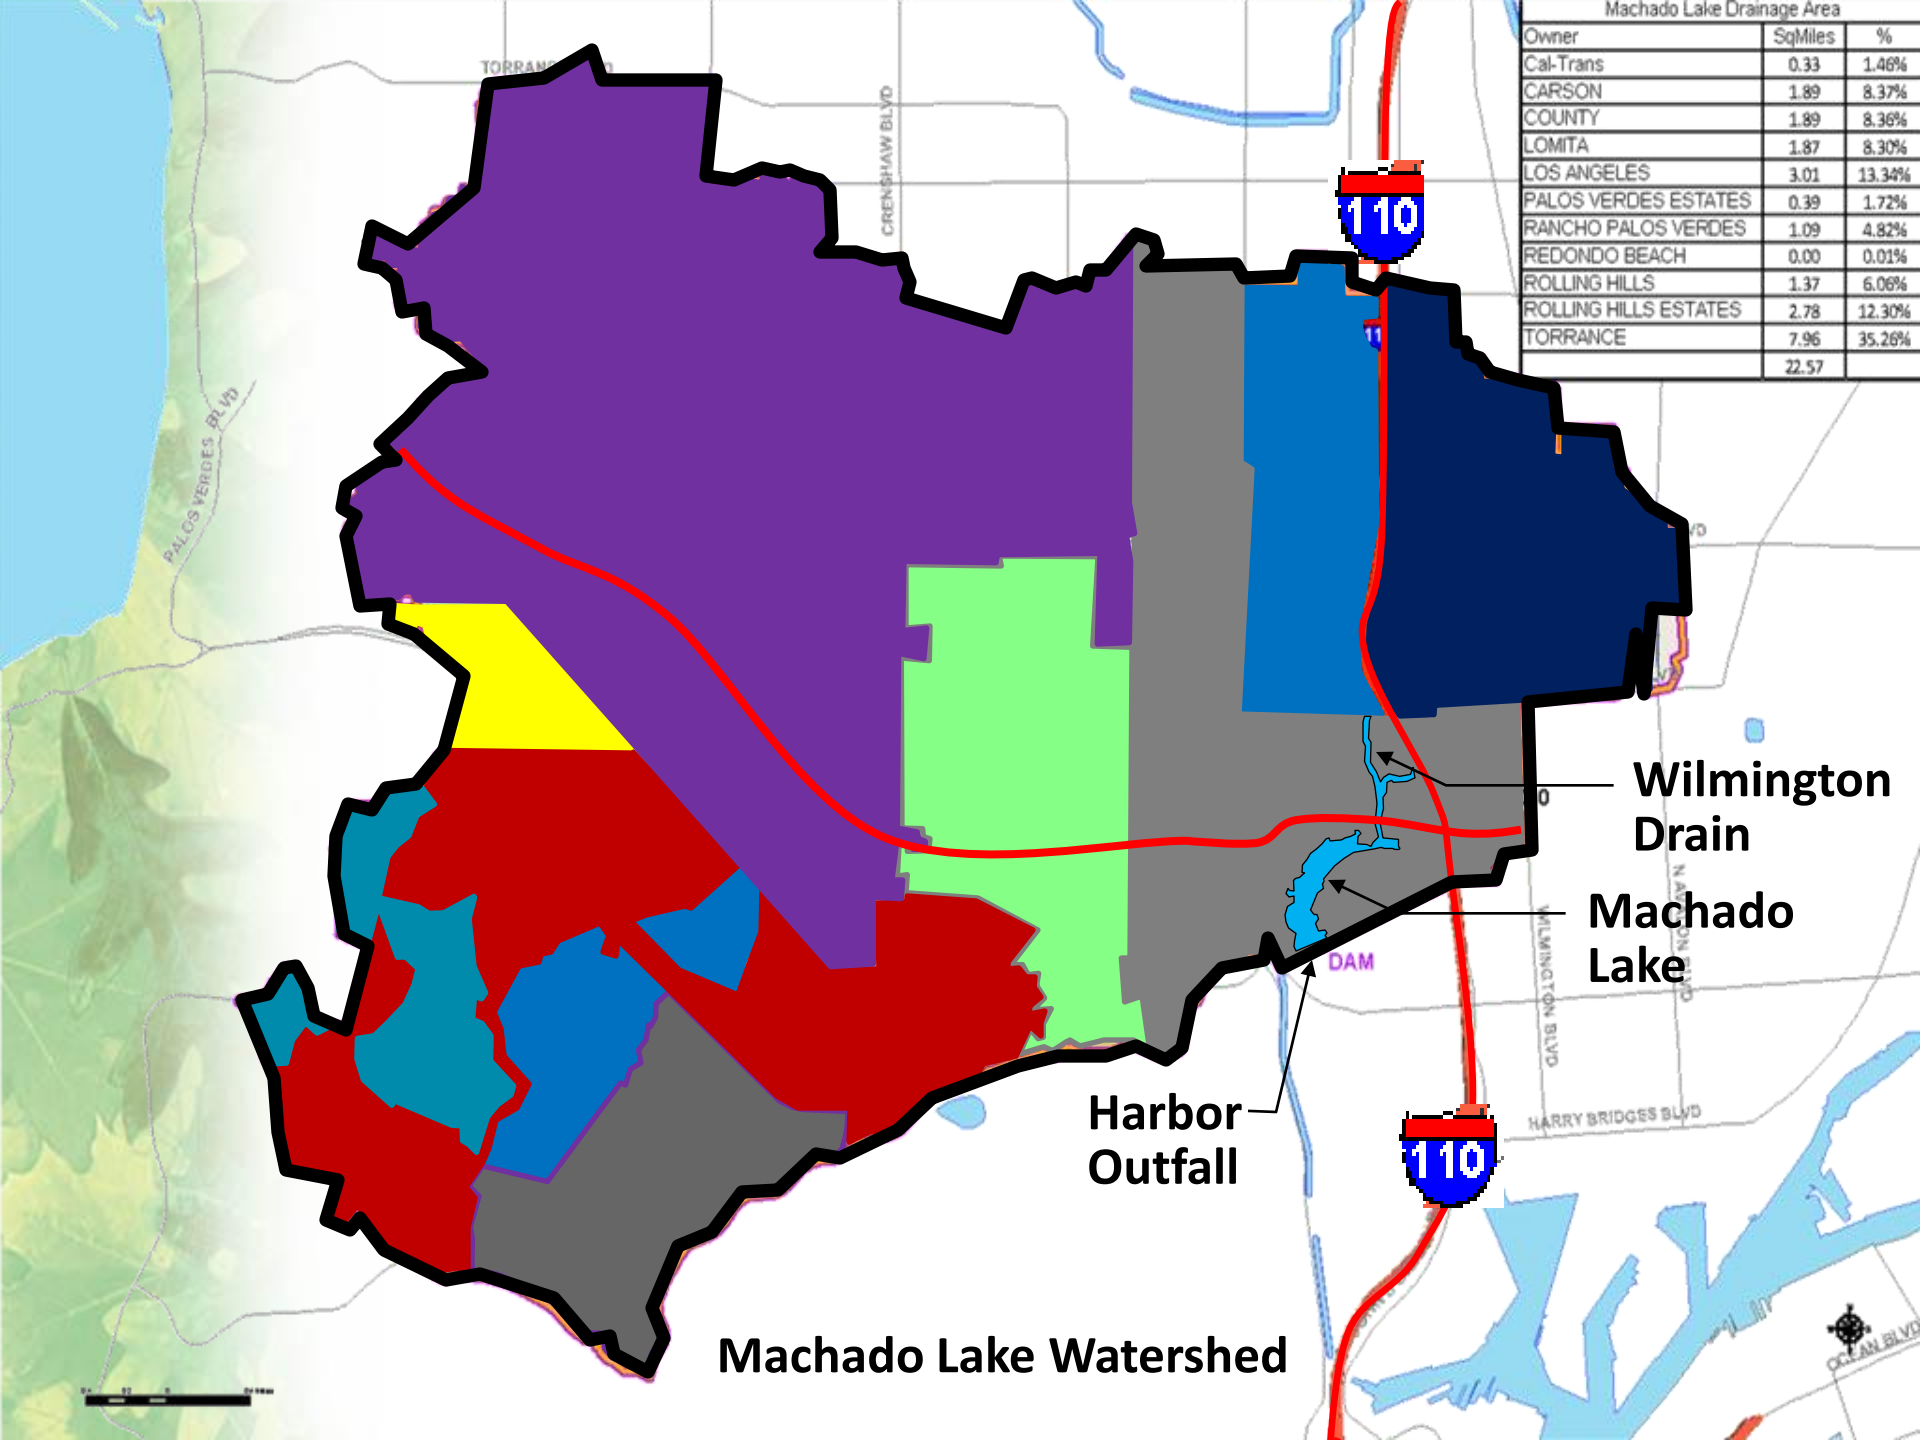 Machado Lake Drainage Area
Owner SqMiles %
Cal-Trans 0.33 1.46%
CARSON 1.89 8.37%
COUNTY 1.89 8.36%
LOMITA 1.87 8.30%
LOS ANGELES 3.01 13.34%
PALOS VERDES ESTATES 0.39 1.72%
RANCHO PALOS VERDES 1.09 4.82%
REDONDO BEACH 0.00 0.01%
ROLLING HILLS 1.37 6.06%
ROLLING HILLS ESTATES 2.78 12.30%
TORRANCE 7.96 35.26%
22.57
CRENSHAW BLVD
110
PALOS VERDES BLVD
Wilmington
Drain
Machado
Lake
DAM
WILMINGTON BLVD
N AVALON BLVD
Harbor
Outfall
HARRY BRIDGES BLVD
110
OCEAN BLVD
Machado Lake Watershed